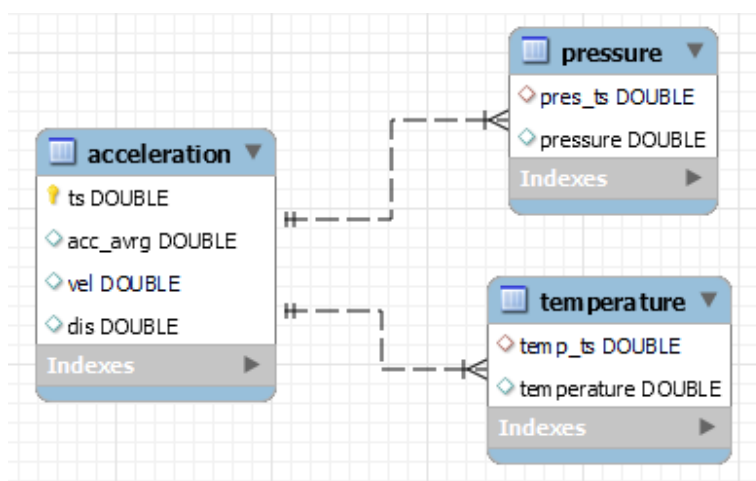 acceleration
ts DOUBLE
acc_avrg DOUBLE
vel DOUBLE
dis DOUBLE
Indexes
pressure
pres_ts DOUBLE
pressure DOUBLE
Indexes
temperature
temp_ts DOUBLE
temperature DOUBLE
Indexes